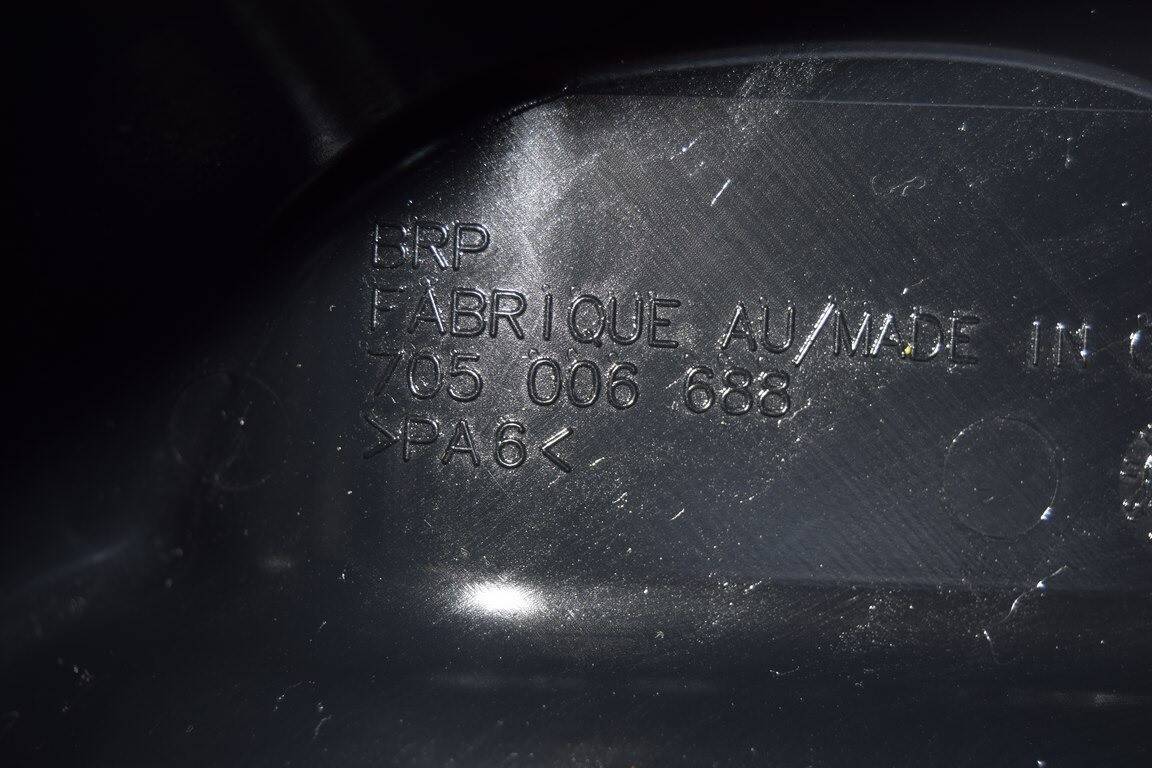 BRP
FABRIQUE AU/MADE IN
705 006 688
>PA6<